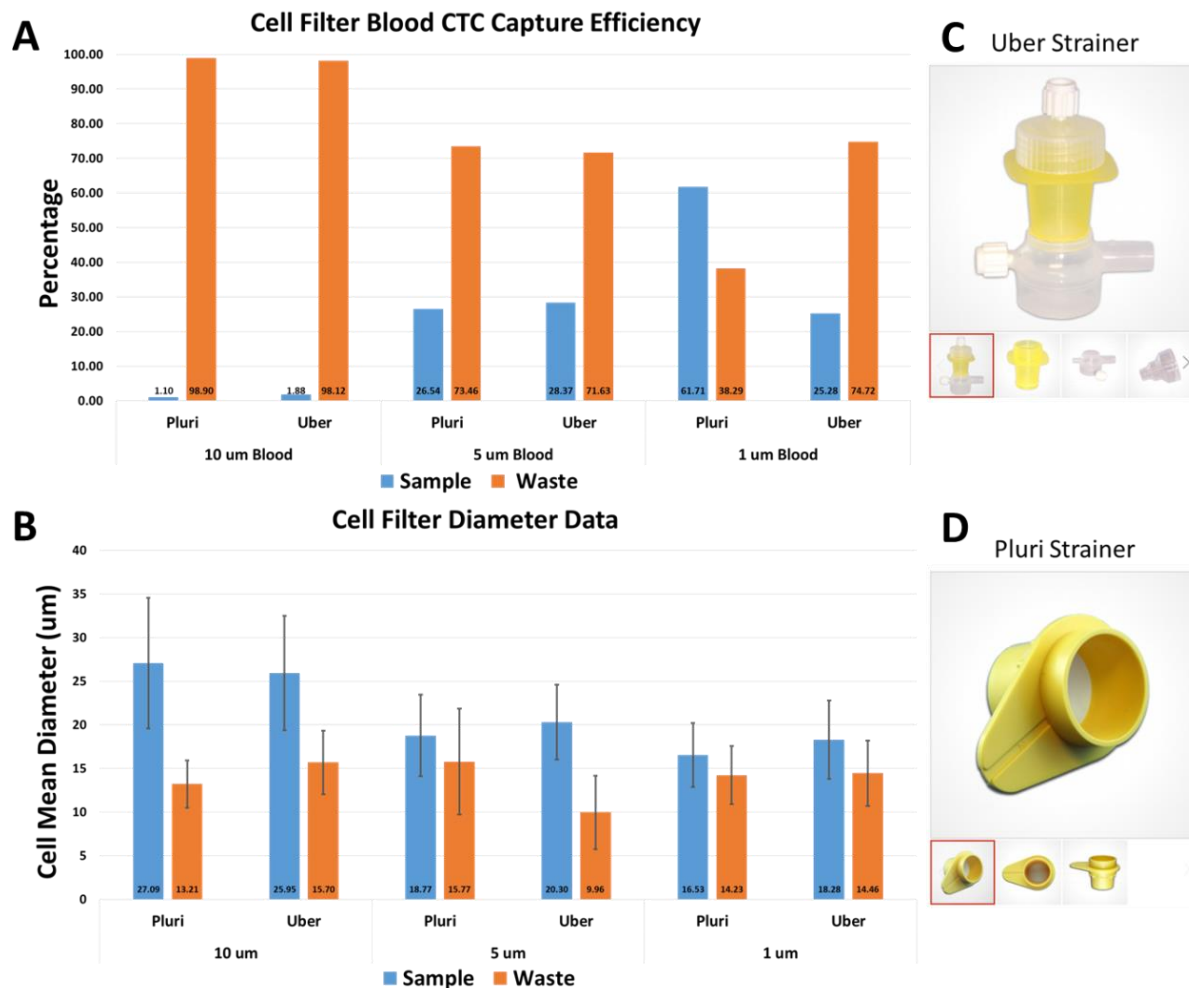 A
Cell Filter Blood CTC Capture Efficiency
Percentage
100.00
90.00
80.00
70.00
60.00
50.00
40.00
30.00
20.00
10.00
0.00
1.10 98.90 1.88 98.12 26.54 73.46 28.37 71.63 61.71 38.29 25.28 74.72
Pluri Uber Pluri Uber Pluri Uber
10 um Blood 5 um Blood 1 um Blood
Sample Waste
C
Uber Strainer
B
Cell Filter Diameter Data
Cell Mean Diameter (um)
40
35
30
25
20
15
10
5
0
27.09 13.21 25.95 15.70 18.77 15.77 20.30 9.96 16.53 14.23 18.28 14.46
Pluri Uber Pluri Uber Pluri Uber
10 um 5 um 1 um
Sample Waste
D
Pluri Strainer